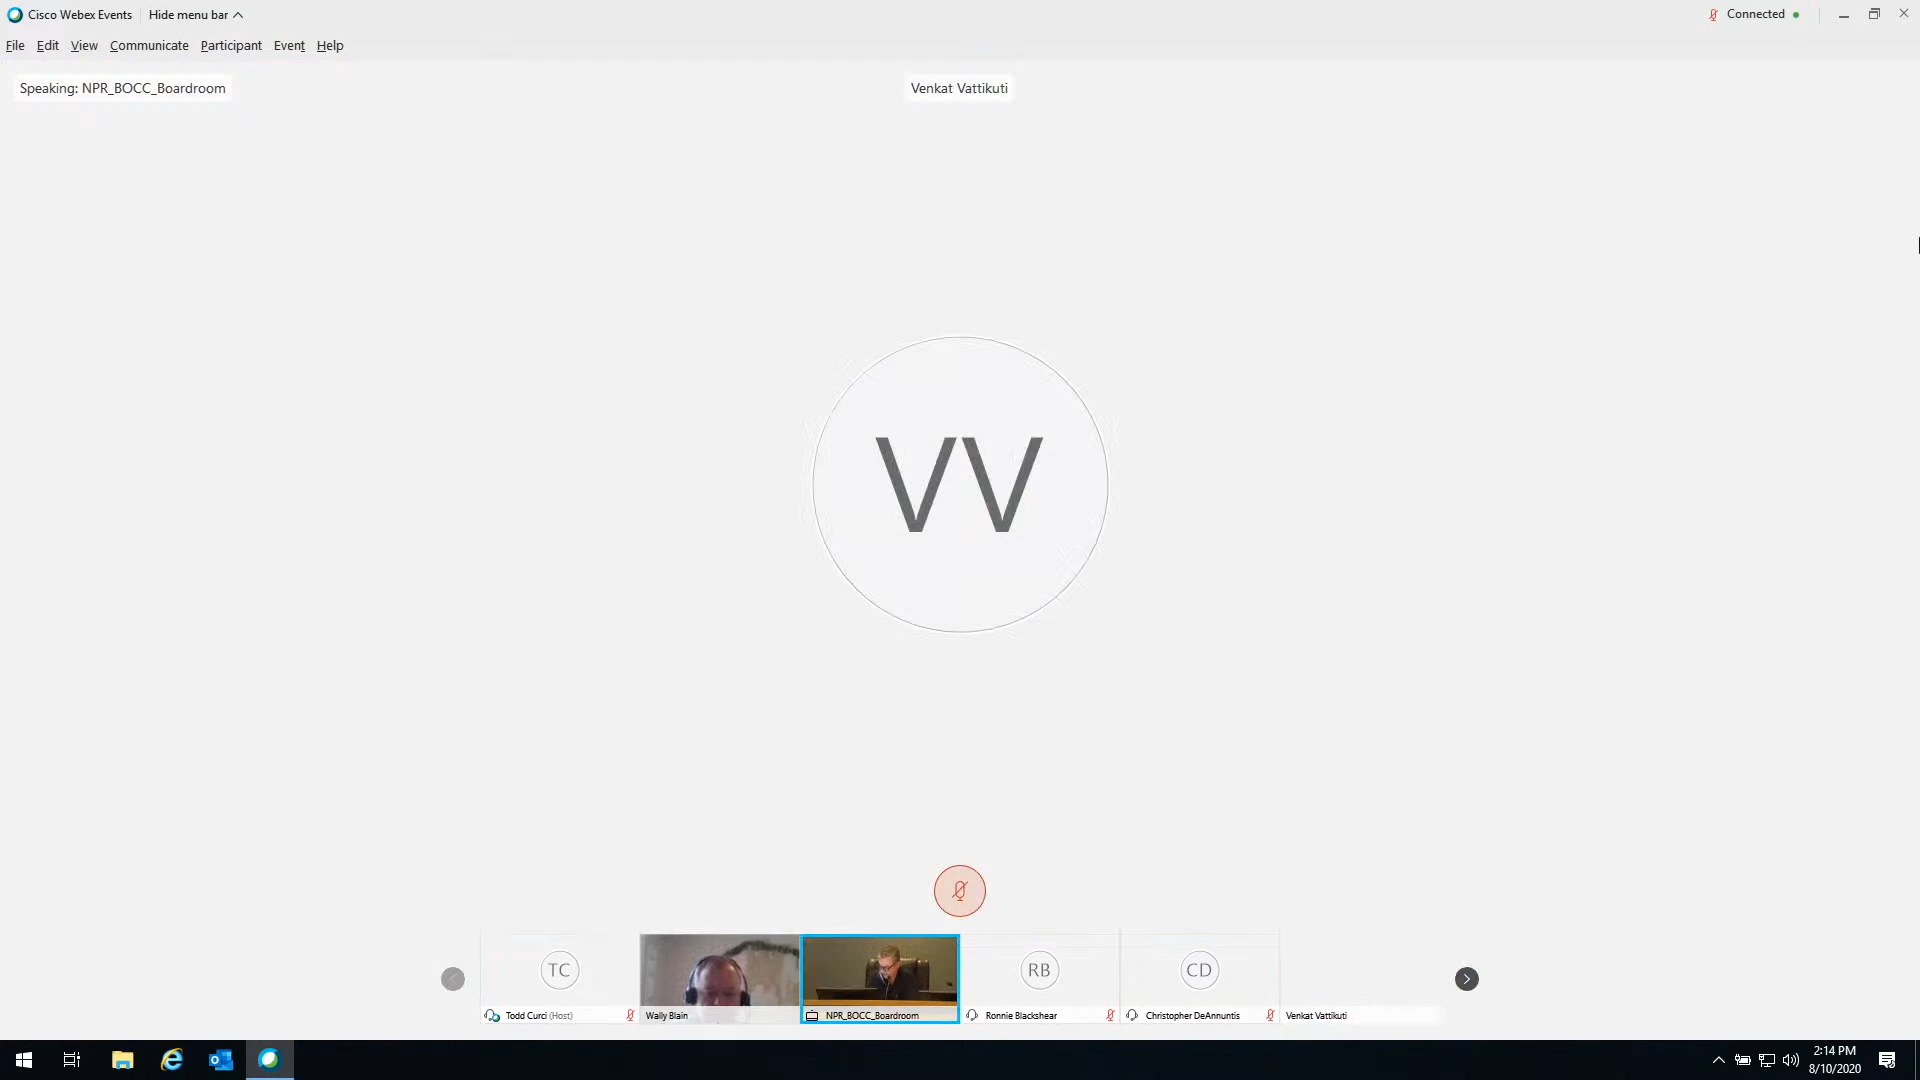 Cisco Webex Events Hide menu bar Connected
File Edit View Communicate Participant Event Help
Speaking: NPR_BOCC_Boardroom
Venkat Vattikuti
VV
TC
RB
CD
Todd Curci (Host) Wally Blain NPR_BOCC_Boardroom Ronnie Blackshear Christopher DeAnnuntis Venkat Vattikuti
2:14 PM
8/10/2020